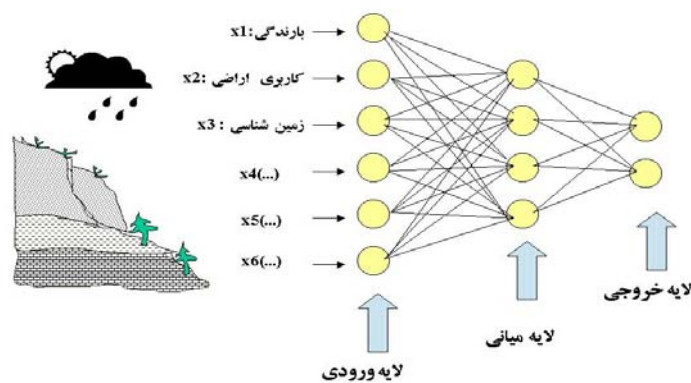 x1:بارندگی
x2: کاربری اراضی
x3 : زمین شناسی
x4(...)
x5(...)
x6(...)
لایه خروجی
لایه میانی
لایه ورودی